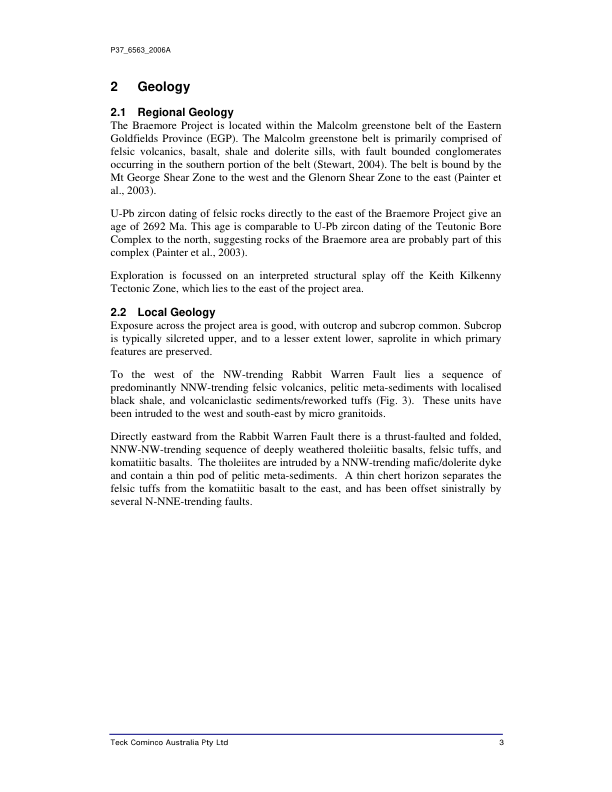 P37_6563_2006A
2 Geology
2.1 Regional Geology
The Braemore Project is located within the Malcolm greenstone belt of the Eastern
Goldfields Province (EGP). The Malcolm greenstone belt is primarily comprised of
felsic volcanics, basalt, shale and dolerite sills, with fault bounded conglomerates
occurring in the southern portion of the belt (Stewart, 2004). The belt is bound by the
Mt George Shear Zone to the west and the Glenorn Shear Zone to the east (Painter et
al., 2003).
U-Pb zircon dating of felsic rocks directly to the east of the Braemore Project give an
age of 2692 Ma. This age is comparable to U-Pb zircon dating of the Teutonic Bore
Complex to the north, suggesting rocks of the Braemore area are probably part of this
complex (Painter et al., 2003).
Exploration is focussed on an interpreted structural splay off the Keith Kilkenny
Tectonic Zone, which lies to the east of the project area.
2.2 Local Geology
Exposure across the project area is good, with outcrop and subcrop common. Subcrop
is typically silcreted upper, and to a lesser extent lower, saprolite in which primary
features are preserved.
To the west of the NW-trending Rabbit Warren Fault lies a sequence of
predominantly NNW-trending felsic volcanics, pelitic meta-sediments with localised
black shale, and volcaniclastic sediments/reworked tuffs (Fig. 3). These units have
been intruded to the west and south-east by micro granitoids.
Directly eastward from the Rabbit Warren Fault there is a thrust-faulted and folded,
NNW-NW-trending sequence of deeply weathered tholeiitic basalts, felsic tuffs, and
komatiitic basalts. The tholeiites are intruded by a NNW-trending mafic/dolerite dyke
and contain a thin pod of pelitic meta-sediments. A thin chert horizon separates the
felsic tuffs from the komatiitic basalt to the east, and has been offset sinistrally by
several N-NNE-trending faults.
Teck Cominco Australia Pty Ltd 3